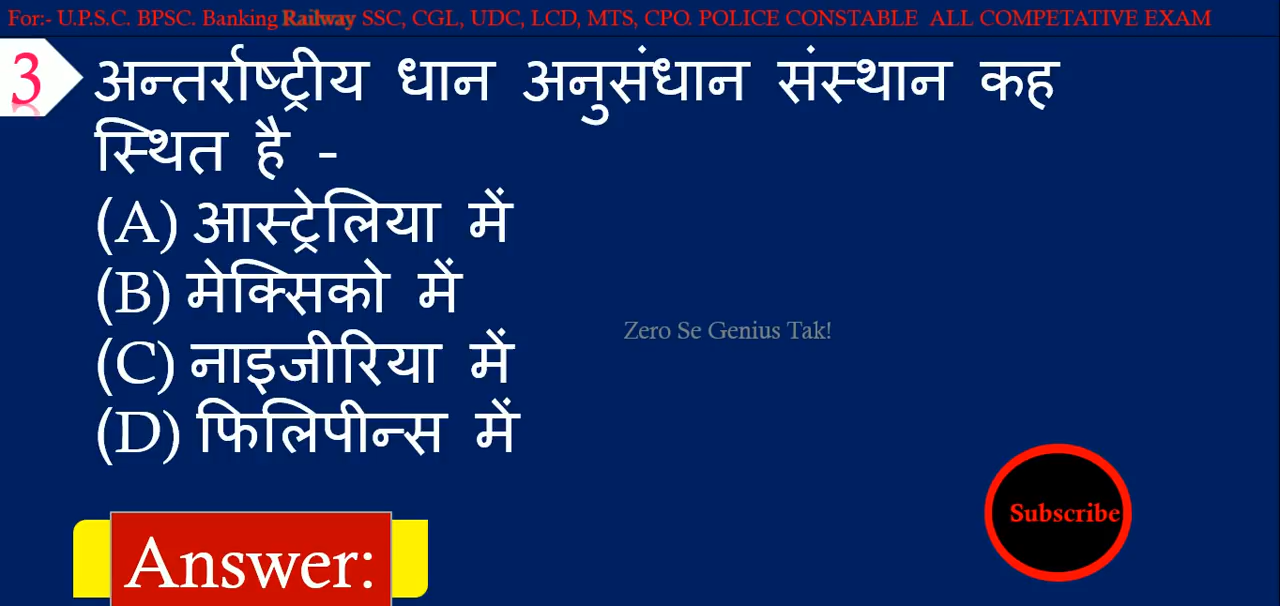 For:- U.P.S.C. BPSC. Banking Railway SSC, CGL, UDC, LCD, MTS, CPO. POLICE CONSTABLE ALL COMPETATIVE EXAM
3 अन्तर्राष्ट्रीय धान अनुसंधान संस्थान कह
स्थित है -
(A) आस्ट्रेलिया में
(B) मेक्सिको में
Zero Se Genius Tak!
(C) नाइजीरिया में
(D) फिलिपीन्स में
Subscribe
Answer: